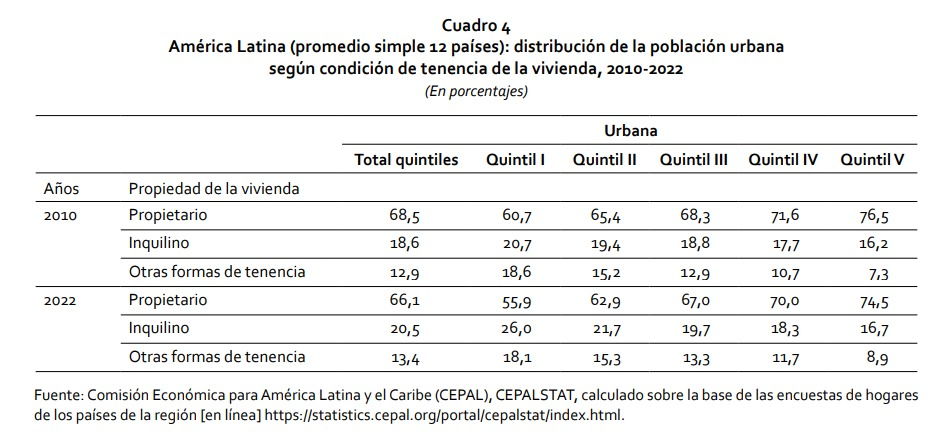 Cuadro 4
América Latina (promedio simple 12 países): distribución de la población urbana
según condición de tenencia de la vivienda, 2010-2022
(En porcentajes)
Urbana
Total quintiles Quintil I Quintil II Quintil III Quintil IV Quintil V
Años Propiedad de la vivienda
2010 Propietario 68,5 60,7 65,4 68,3 71,6 76,5
Inquilino 18,6 20,7 19,4 18,8 17,7 16,2
Otras formas de tenencia 12,9 18,6 15,2 12,9 10,7 7,3
2022 Propietario 66,1 55,9 62,9 67,0 70,0 74,5
Inquilino 20,5 26,0 21,7 19,7 18,3 16,7
Otras formas de tenencia 13,4 18,1 15,3 13,3 11,7 8,9
Fuente: Comisión Económica para América Latina y el Caribe (CEPAL), CEPALSTAT, calculado sobre la base de las encuestas de hogares
de los países de la región [en línea] https://statistics.cepal.org/portal/cepalstat/index.html.